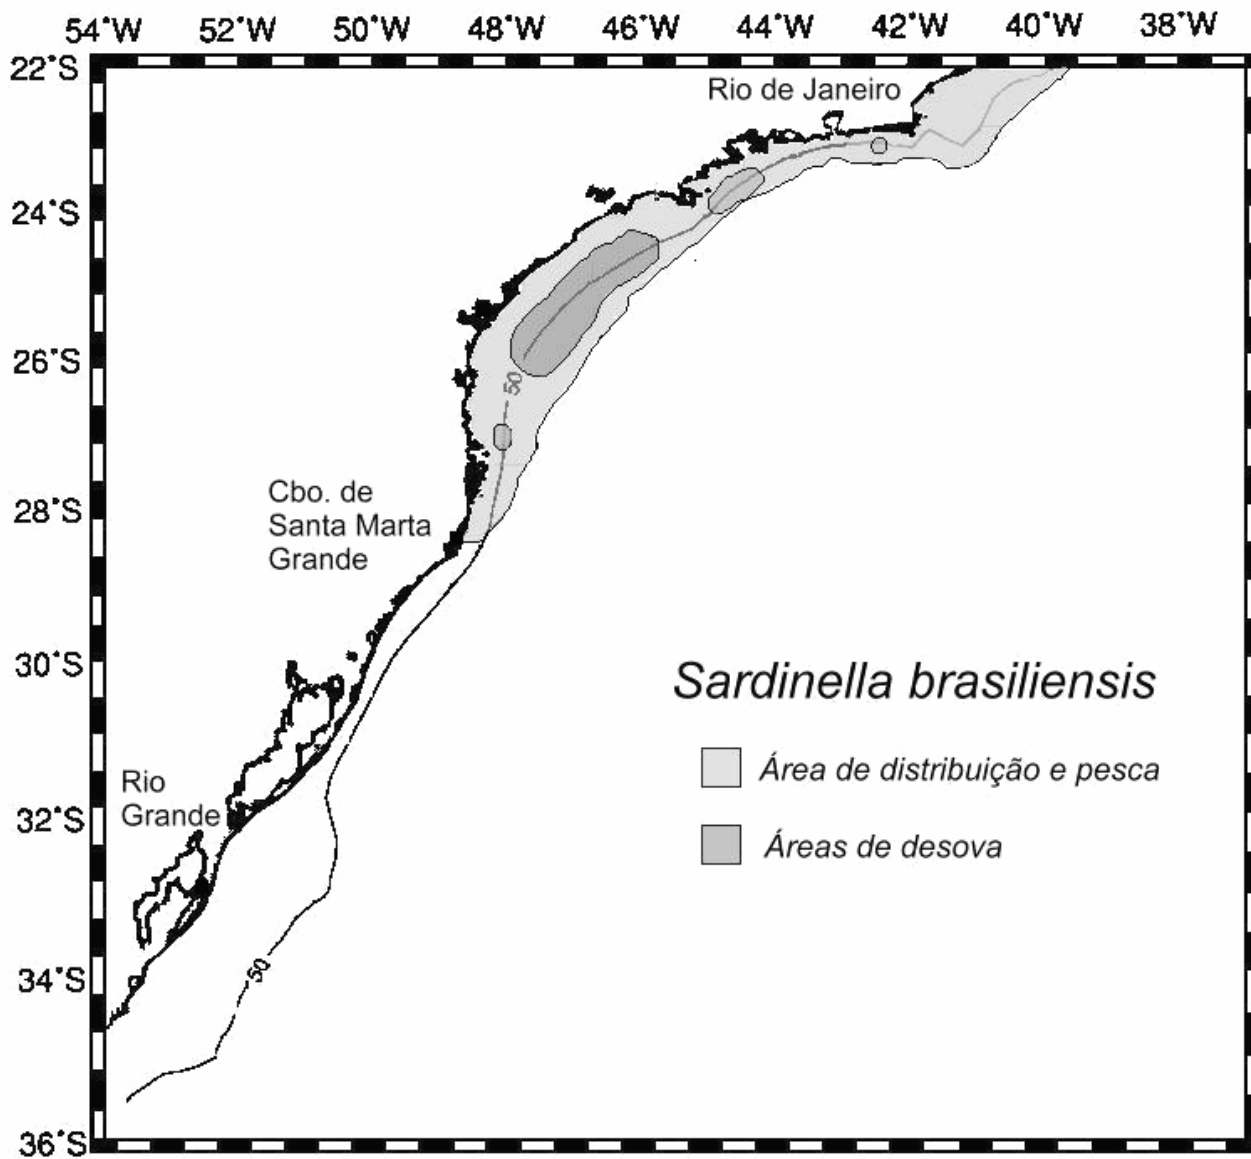 54°W 52°W 50°W 48°W 46°W 44°W 42°W 40°W 38°W
22°S
Rio de Janeiro
24°S
26°S
50
Cbo. de
Santa Marta
Grande
28°S
30°S
Sardinella brasiliensis
Área de distribuição e pesca
Rio
Grande
32°S
Áreas de desova
34°S
50
36°S